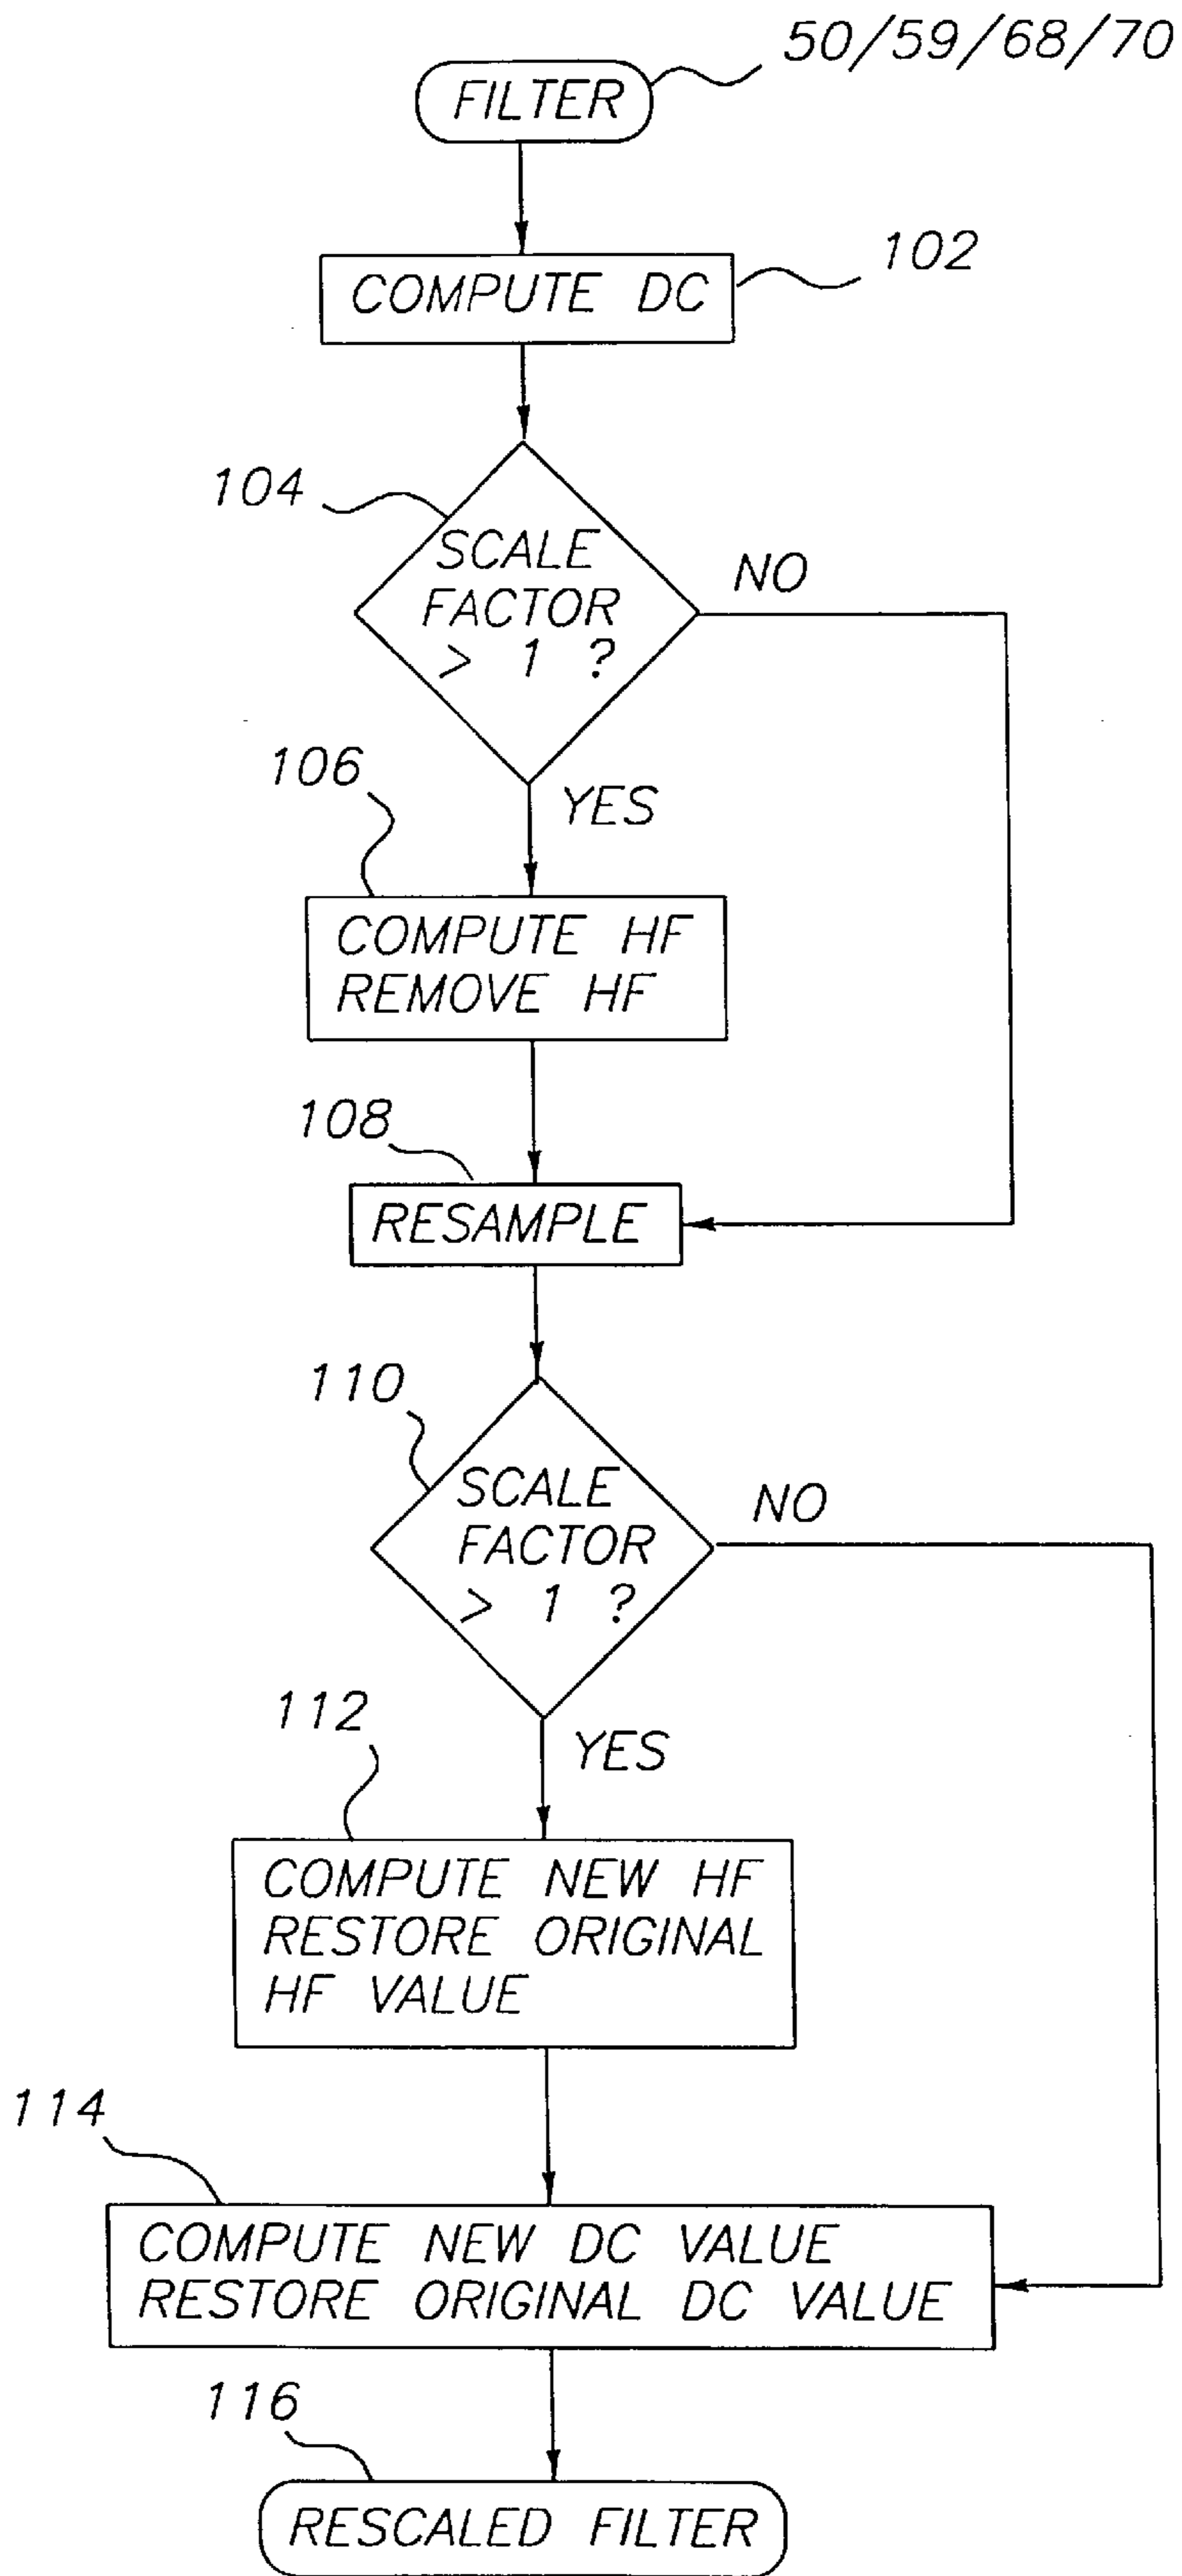 50/59/68/70
FILTER
COMPUTE DC
102
104
SCALE
FACTOR
> 1 ?
NO
YES
106
COMPUTE HF
REMOVE HF
108
RESAMPLE
110
SCALE
FACTOR
> 1 ?
NO
YES
112
COMPUTE NEW HF
RESTORE ORIGINAL
HF VALUE
114
COMPUTE NEW DC VALUE
RESTORE ORIGINAL DC VALUE
116
RESCALED FILTER